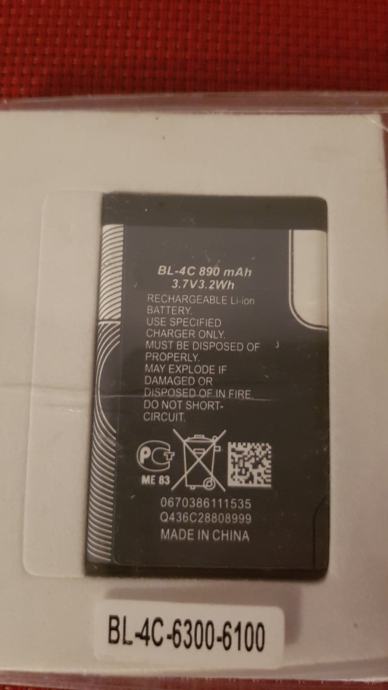 BL-4C 890 mAh
3.7V3.2Wh
RECHARGEABLE Li-ion
BATTERY.
USE SPECIFIED
CHARGER ONLY.
MUST BE DISPOSED OF
PROPERLY.
MAY EXPLODE IF
DAMAGED OR
DISPOSED OF IN FIRE.
DO NOT SHORT-
CIRCUIT.
ME 83
0670386111535
Q436C28808999
MADE IN CHINA
BL-4C-6300-6100